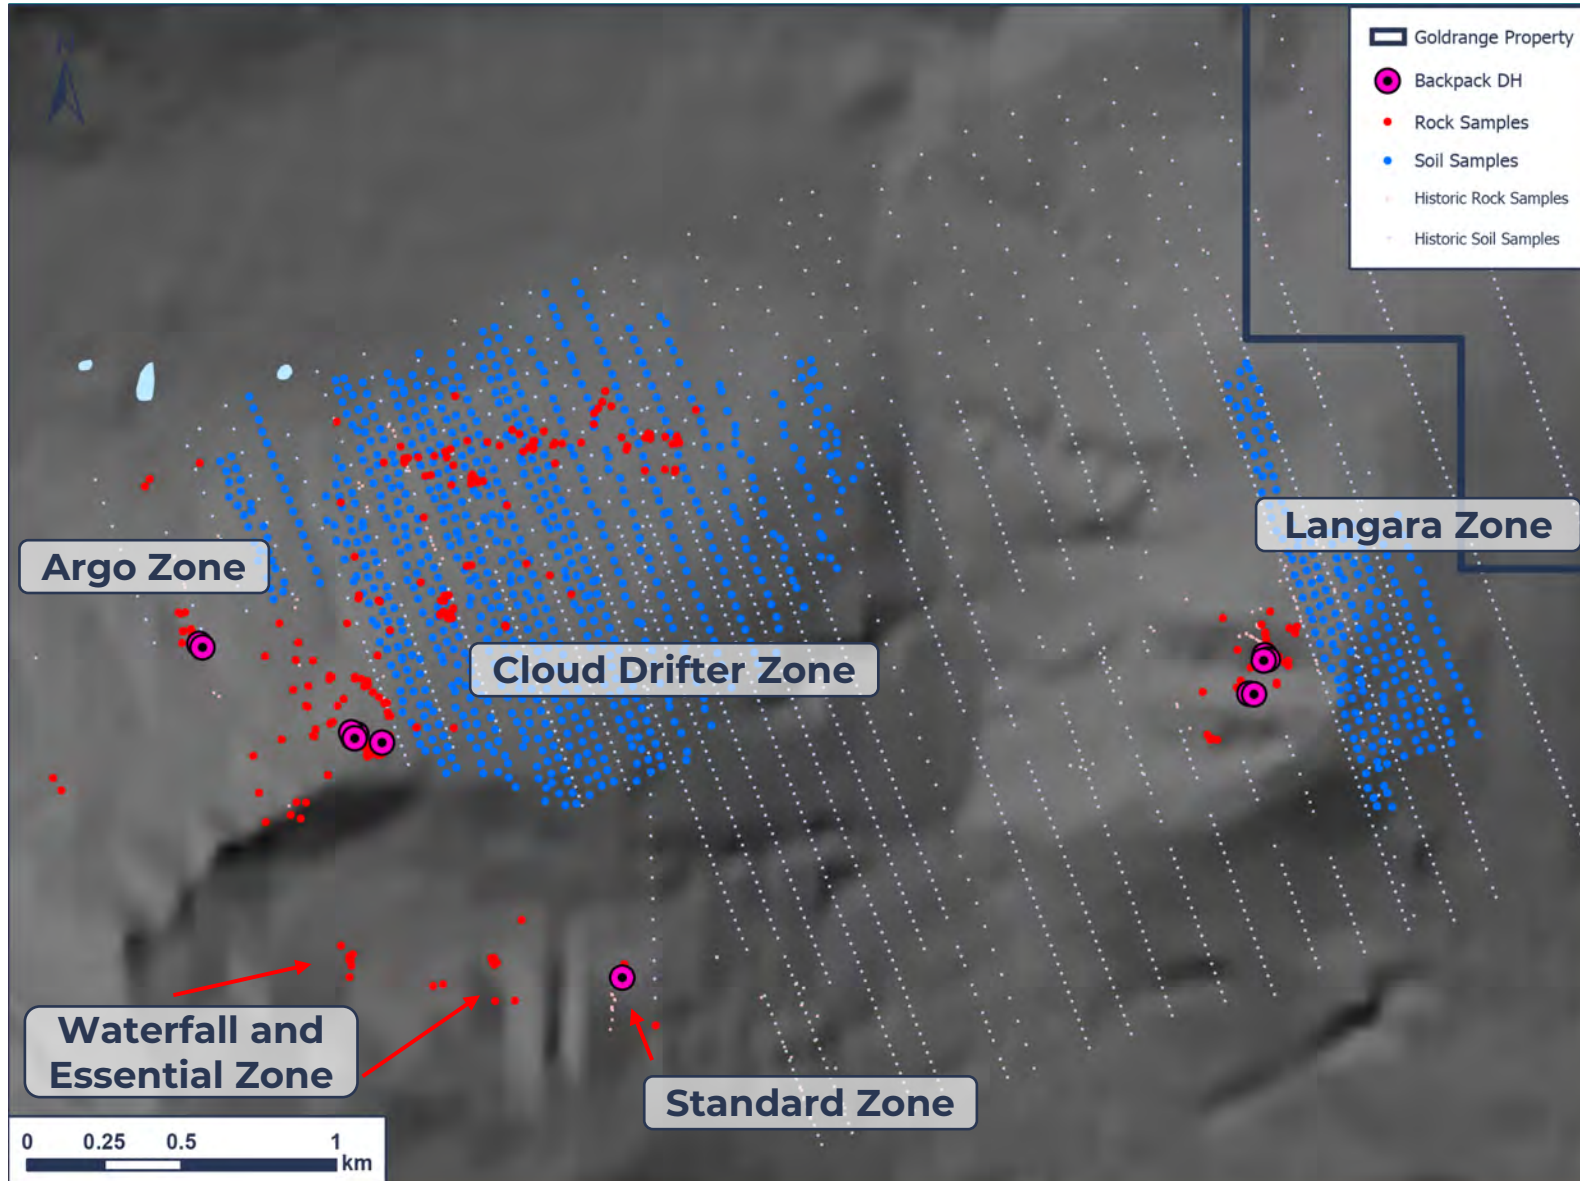 N
Goldrange Property
Backpack DH
Rock Samples
Soil Samples
Historic Rock Samples
Historic Soil Samples
Langara Zone
Argo Zone
Cloud Drifter Zone
Waterfall and
Essential Zone
Standard Zone
0 0.25 0.5 1
km